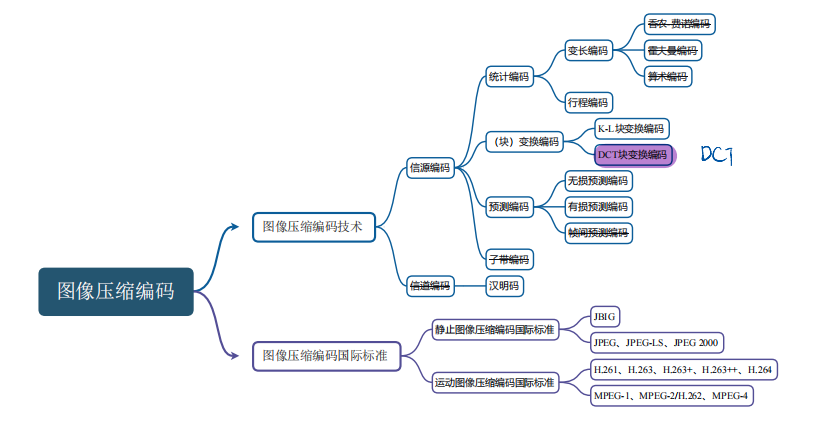 香农-费诺编码
变长编码
霍夫曼编码
统计编码
算术编码
行程编码
K-L块变换编码
(块)变换编码
DCT块变换编码
DCT
信源编码
无损预测编码
预测编码
有损预测编码
帧间预测编码
图像压缩编码技术
子带编码
信道编码
汉明码
图像压缩编码
JBIG
静止图像压缩编码国际标准
JPEG、JPEG-LS、JPEG 2000
图像压缩编码国际标准
H.261、H.263、H.263+、H.263++、H.264
运动图像压缩编码国际标准
MPEG-1、MPEG-2/H.262、MPEG-4